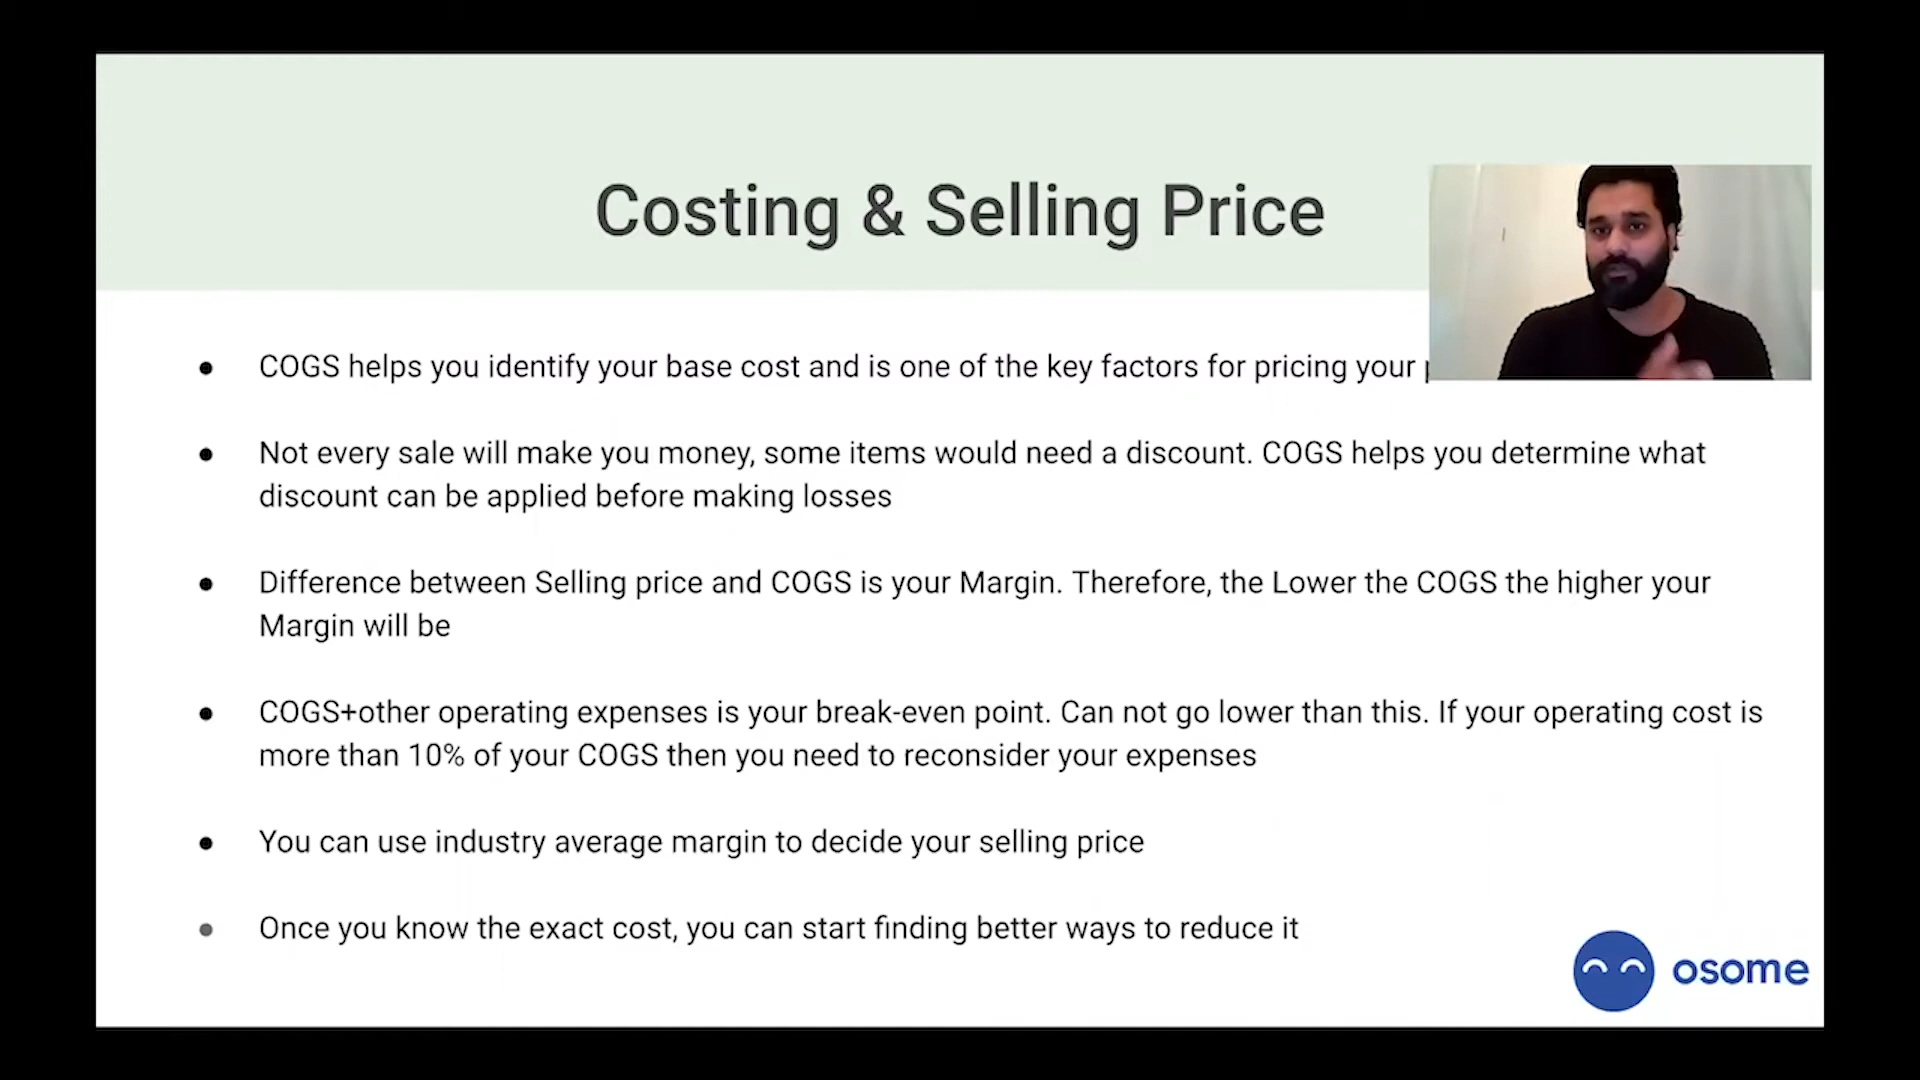 Costing & Selling Price
● COGS helps you identify your base cost and is one of the key factors for pricing your
● Not every sale will make you money, some items would need a discount. COGS helps you determine what
discount can be applied before making losses
● Difference between Selling price and COGS is your Margin. Therefore, the Lower the COGS the higher your
Margin will be
● COGS+other operating expenses is your break-even point. Can not go lower than this. If your operating cost is
more than 10% of your COGS then you need to reconsider your expenses
● You can use industry average margin to decide your selling price
● Once you know the exact cost, you can start finding better ways to reduce it
osome